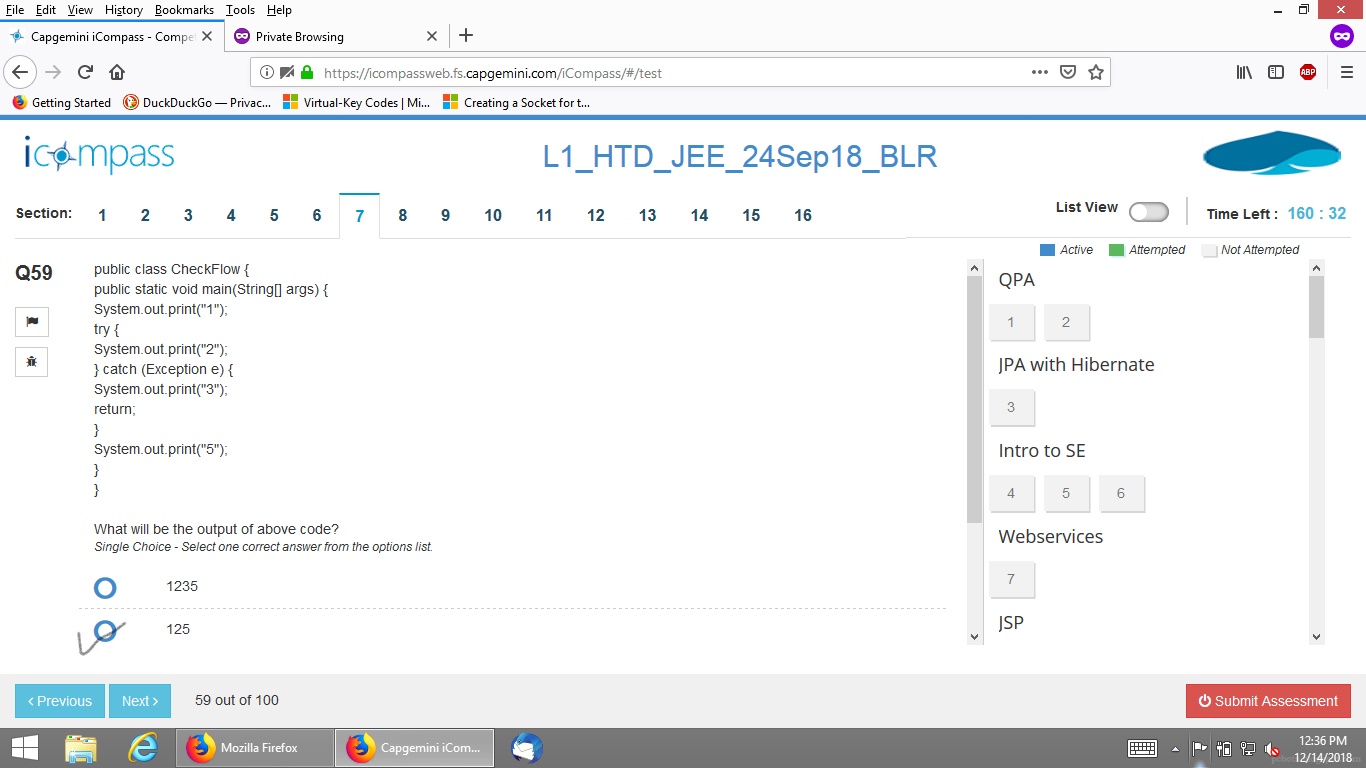 File Edit View History Bookmarks Tools Help
Capgemini iCompass - Compe
Private Browsing
https://icompassweb.fs.capgemini.com/iCompass/#/test
ABP
Getting Started
DuckDuckGo — Privac...
Virtual-Key Codes | Mi...
Creating a Socket for t...
icompass
L1_HTD_JEE_24Sep18_BLR
Section: 1 2 3 4 5 6 7 8 9 10 11 12 13 14 15 16
List View
Time Left : 160 : 32
Active Attempted Not Attempted
Q59
public class CheckFlow {
public static void main(String[] args) {
System.out.print("1");
try {
System.out.print("2");
} catch (Exception e) {
System.out.print("3");
return;
}
System.out.print("5");
}
}
What will be the output of above code?
Single Choice - Select one correct answer from the options list.
1235
125
QPA
1 2
JPA with Hibernate
3
Intro to SE
4 5 6
Webservices
7
JSP
Previous
Next
59 out of 100
Submit Assessment
Mozilla Firefox
Capgemini iCom...
12:36 PM
12/14/2018